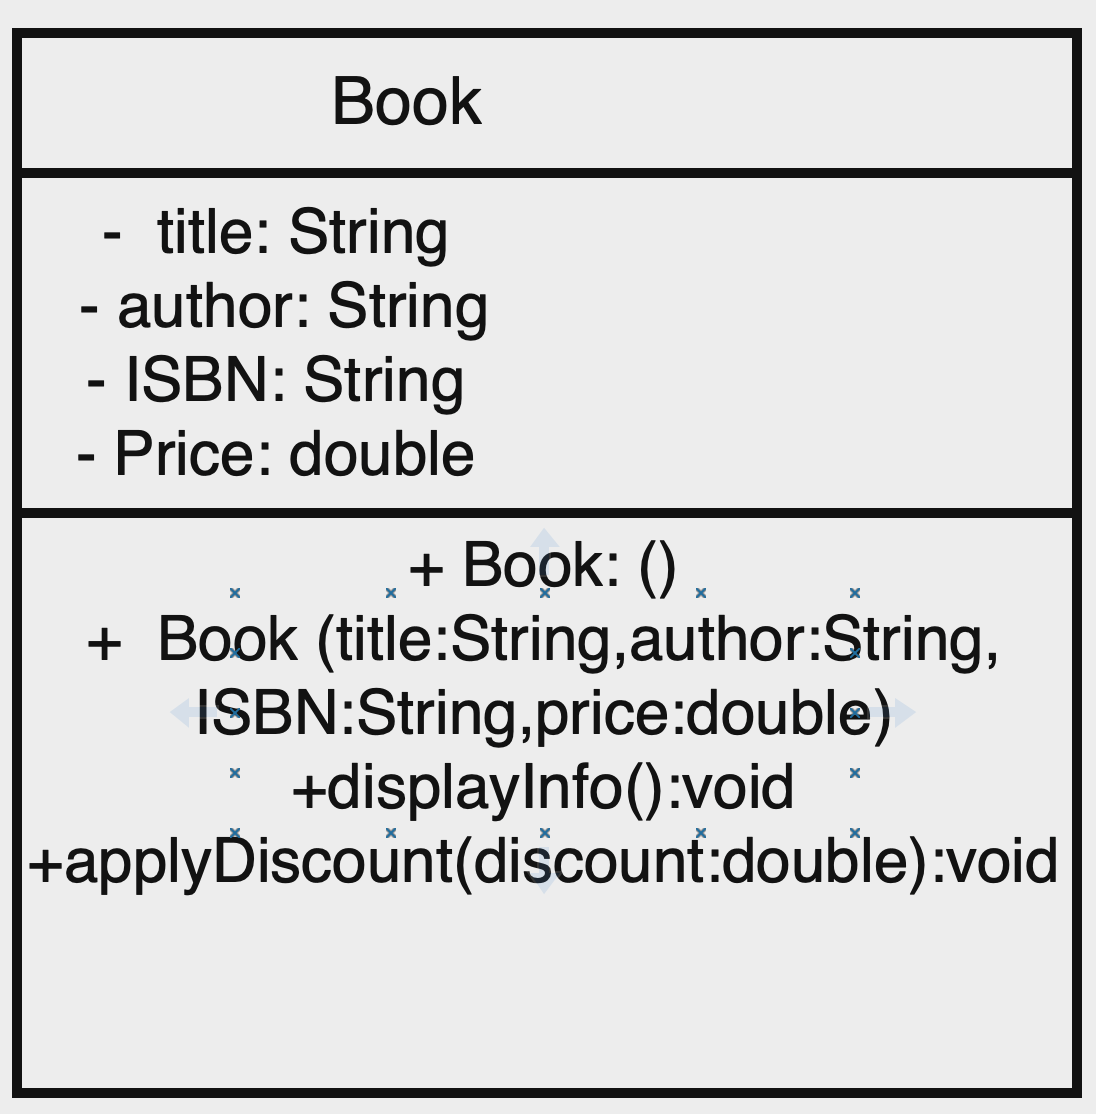 Book
- title: String
- author: String
- ISBN: String
- Price: double
+ Book: ()
+ Book (title:String,author:String,
ISBN:String,price:double)
+displayInfo():void
+applyDiscount(discount:double):void